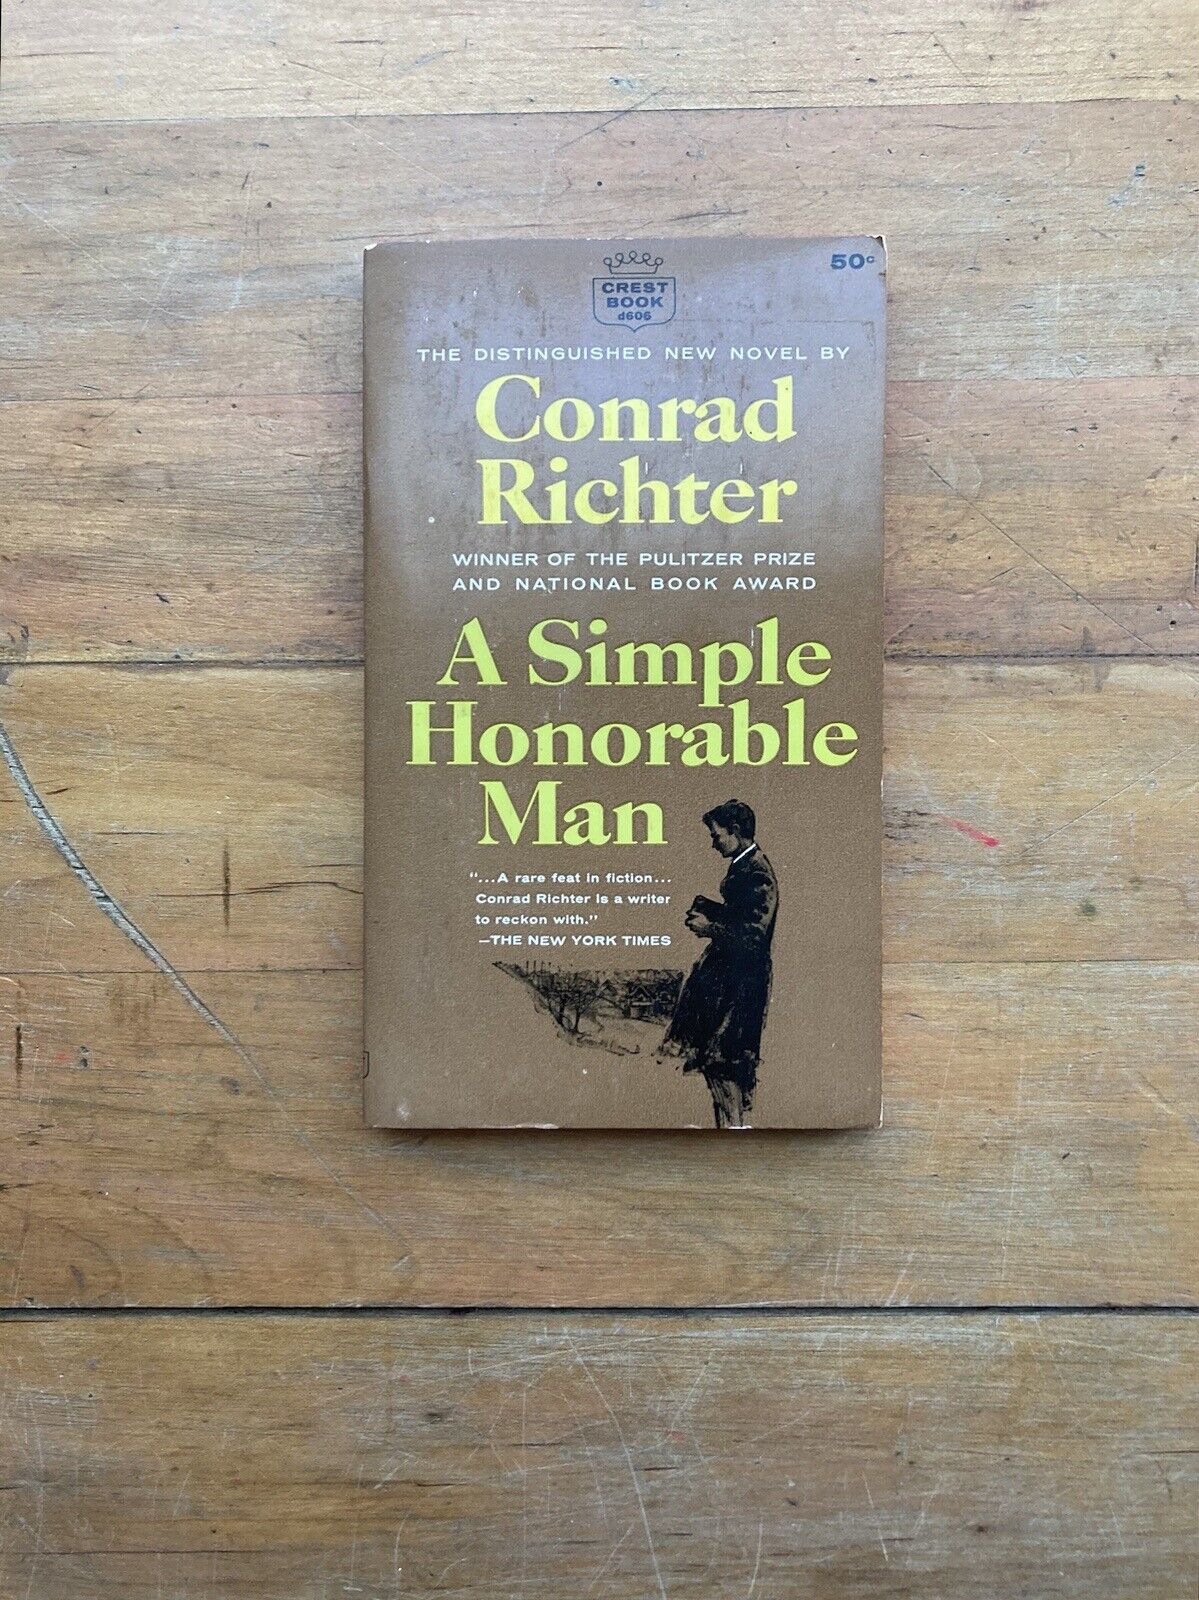 CREST
BOOK
d606
50c
THE DISTINGUISHED NEW NOVEL BY
Conrad
Richter
WINNER OF THE PULITZER PRIZE
AND NATIONAL BOOK AWARD
A Simple
Honorable
Man
"...A rare feat in fiction...
Conrad Richter is a writer
to reckon with."
—THE NEW YORK TIMES